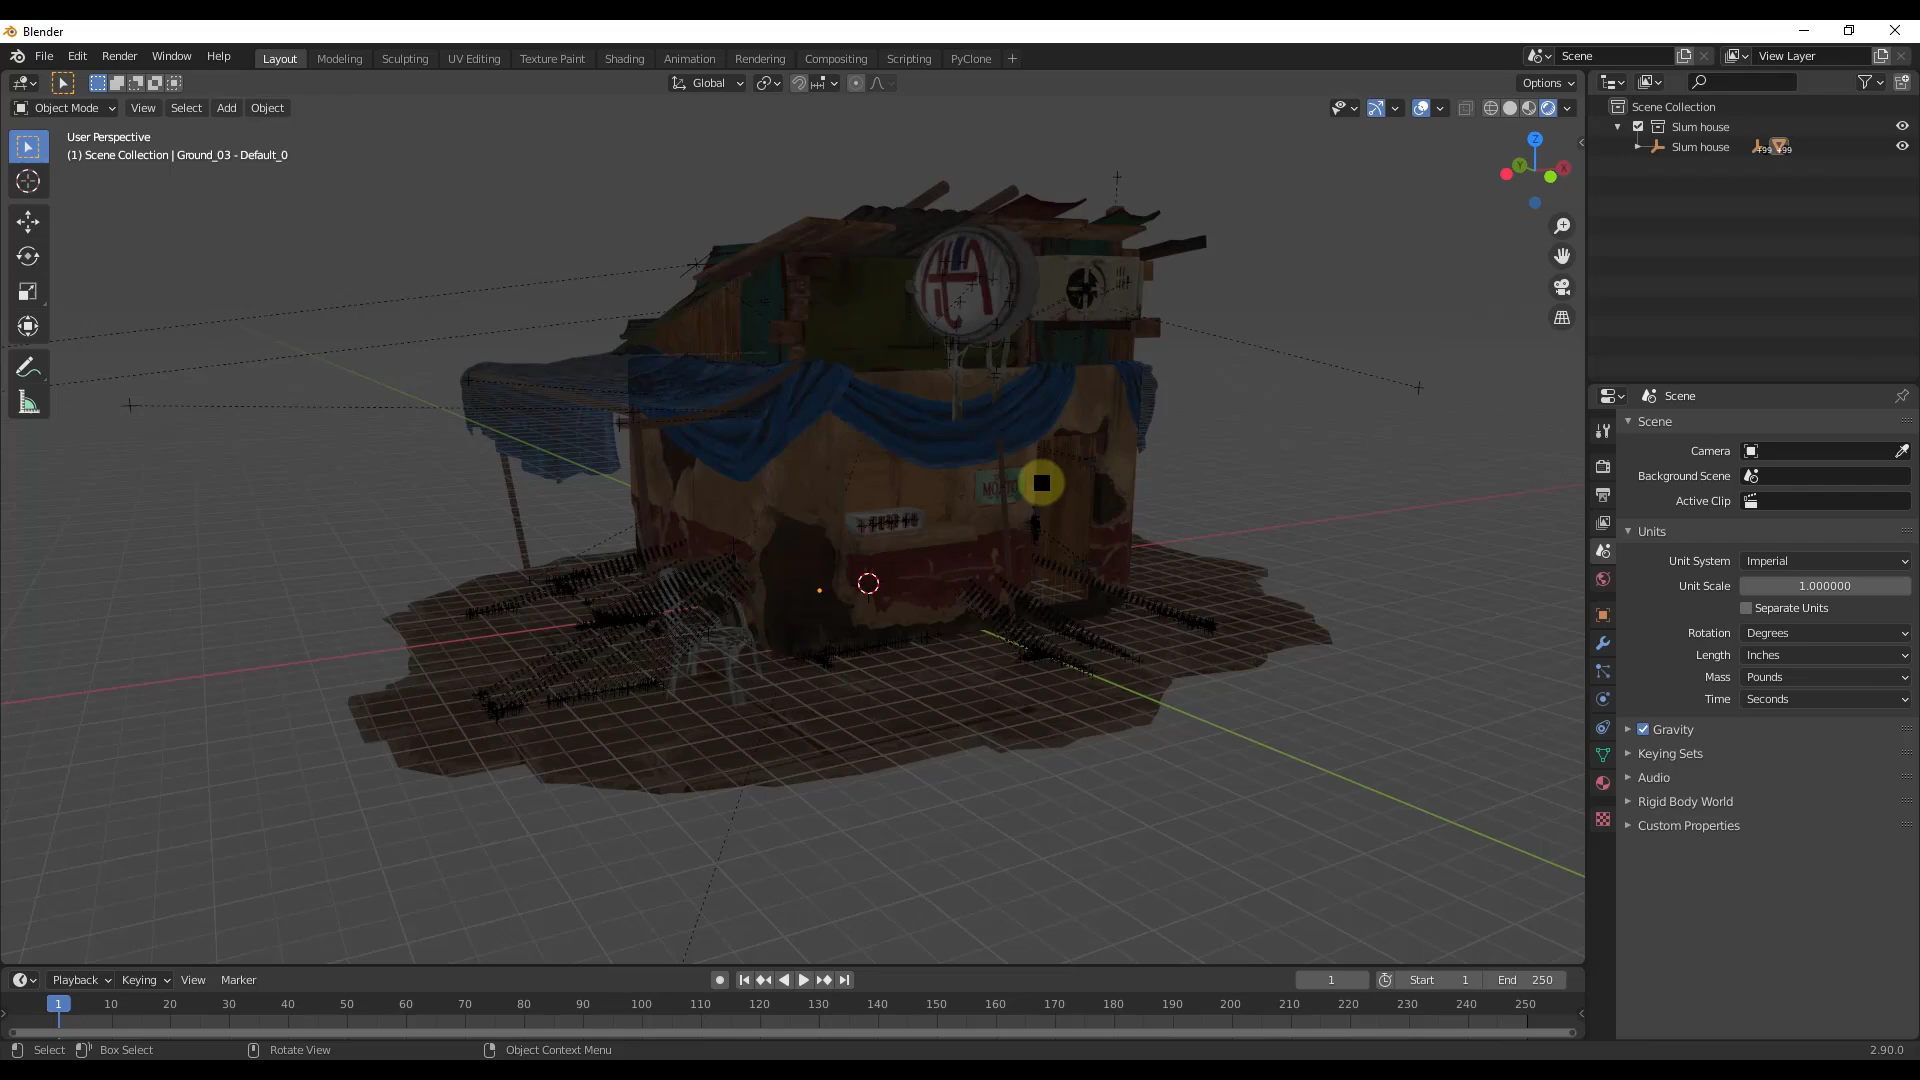 Blender
File Edit Render Window Help Layout Modeling Sculpting UV Editing Texture Paint Shading Animation Rendering Compositing Scripting PyClone + Scene View Layer
Global Options
Object Mode View Select Add Object
User Perspective
(1) Scene Collection | Ground_03 - Default_0
Z
Y
X
Scene Collection
Slum house
Slum house +99 +99
Scene
Scene
Camera
Background Scene
Active Clip
Units
Unit System Imperial
Unit Scale 1.000000
Separate Units
Rotation Degrees
Length Inches
Mass Pounds
Time Seconds
Gravity
Keying Sets
Audio
Rigid Body World
Custom Properties
Playback Keying View Marker 1 Start 1 End 250
1 10 20 30 40 50 60 70 80 90 100 110 120 130 140 150 160 170 180 190 200 210 220 230 240 250
Select Box Select Rotate View Object Context Menu 2.90.0